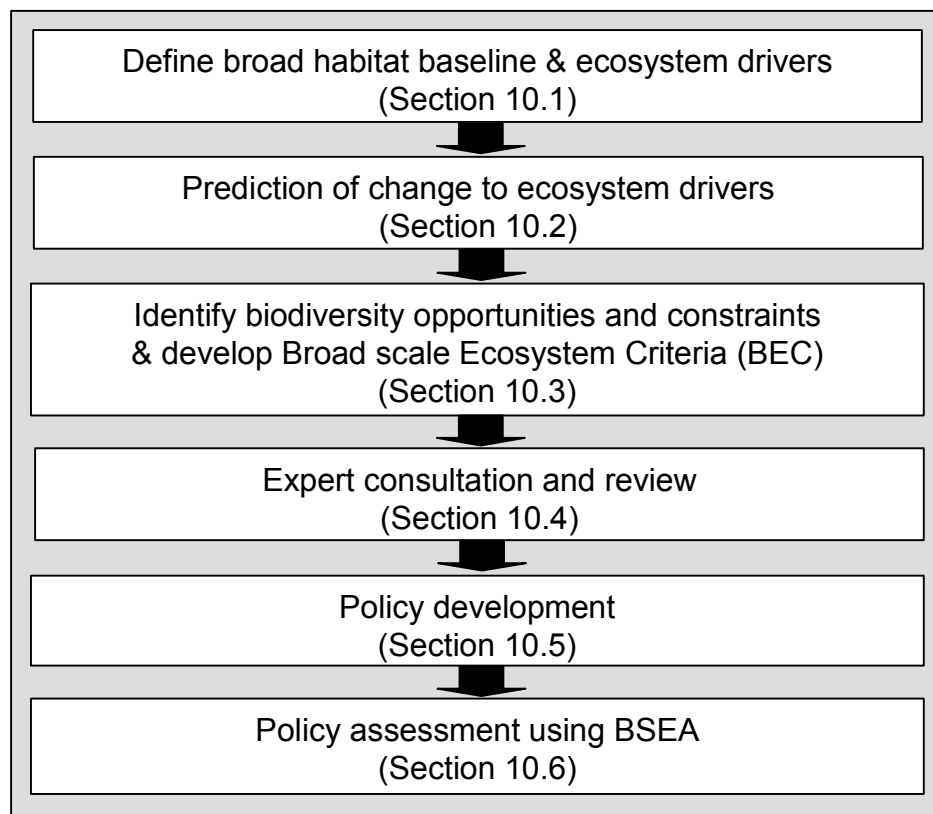 Define broad habitat baseline & ecosystem drivers
(Section 10.1)
Prediction of change to ecosystem drivers
(Section 10.2)
Identify biodiversity opportunities and constraints
& develop Broad scale Ecosystem Criteria (BEC)
(Section 10.3)
Expert consultation and review
(Section 10.4)
Policy development
(Section 10.5)
Policy assessment using BSEA
(Section 10.6)